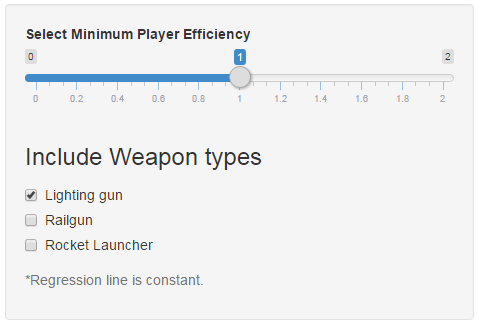 Select Minimum Player Efficiency
0 1 2
0 0.2 0.4 0.6 0.8 1 1.2 1.4 1.6 1.8 2
Include Weapon types
Lighting gun
Railgun
Rocket Launcher
*Regression line is constant.